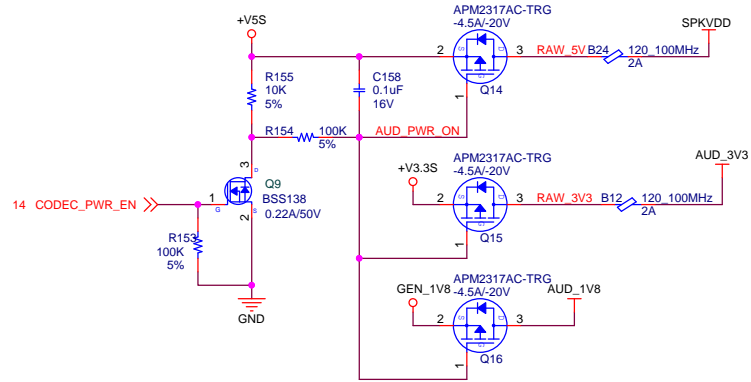 APM2317AC-TRG
-4.5A/-20V
+V5S
SPKVDD
2 S D 3 RAW_5V B24 120_100MHz
2A
G
Q14
1
R155
10K
5%
C158
0.1uF
16V
R154 100K
5%
AUD_PWR_ON
APM2317AC-TRG
-4.5A/-20V
+V3.3S
AUD_3V3
2 S D 3 RAW_3V3 B12 120_100MHz
2A
G
Q15
1
3 D
Q9
BSS138
0.22A/50V
14 CODEC_PWR_EN 1 G
2 S
R153
100K
5%
GND
APM2317AC-TRG
-4.5A/-20V
GEN_1V8
AUD_1V8
2 S D 3
G
Q16
1